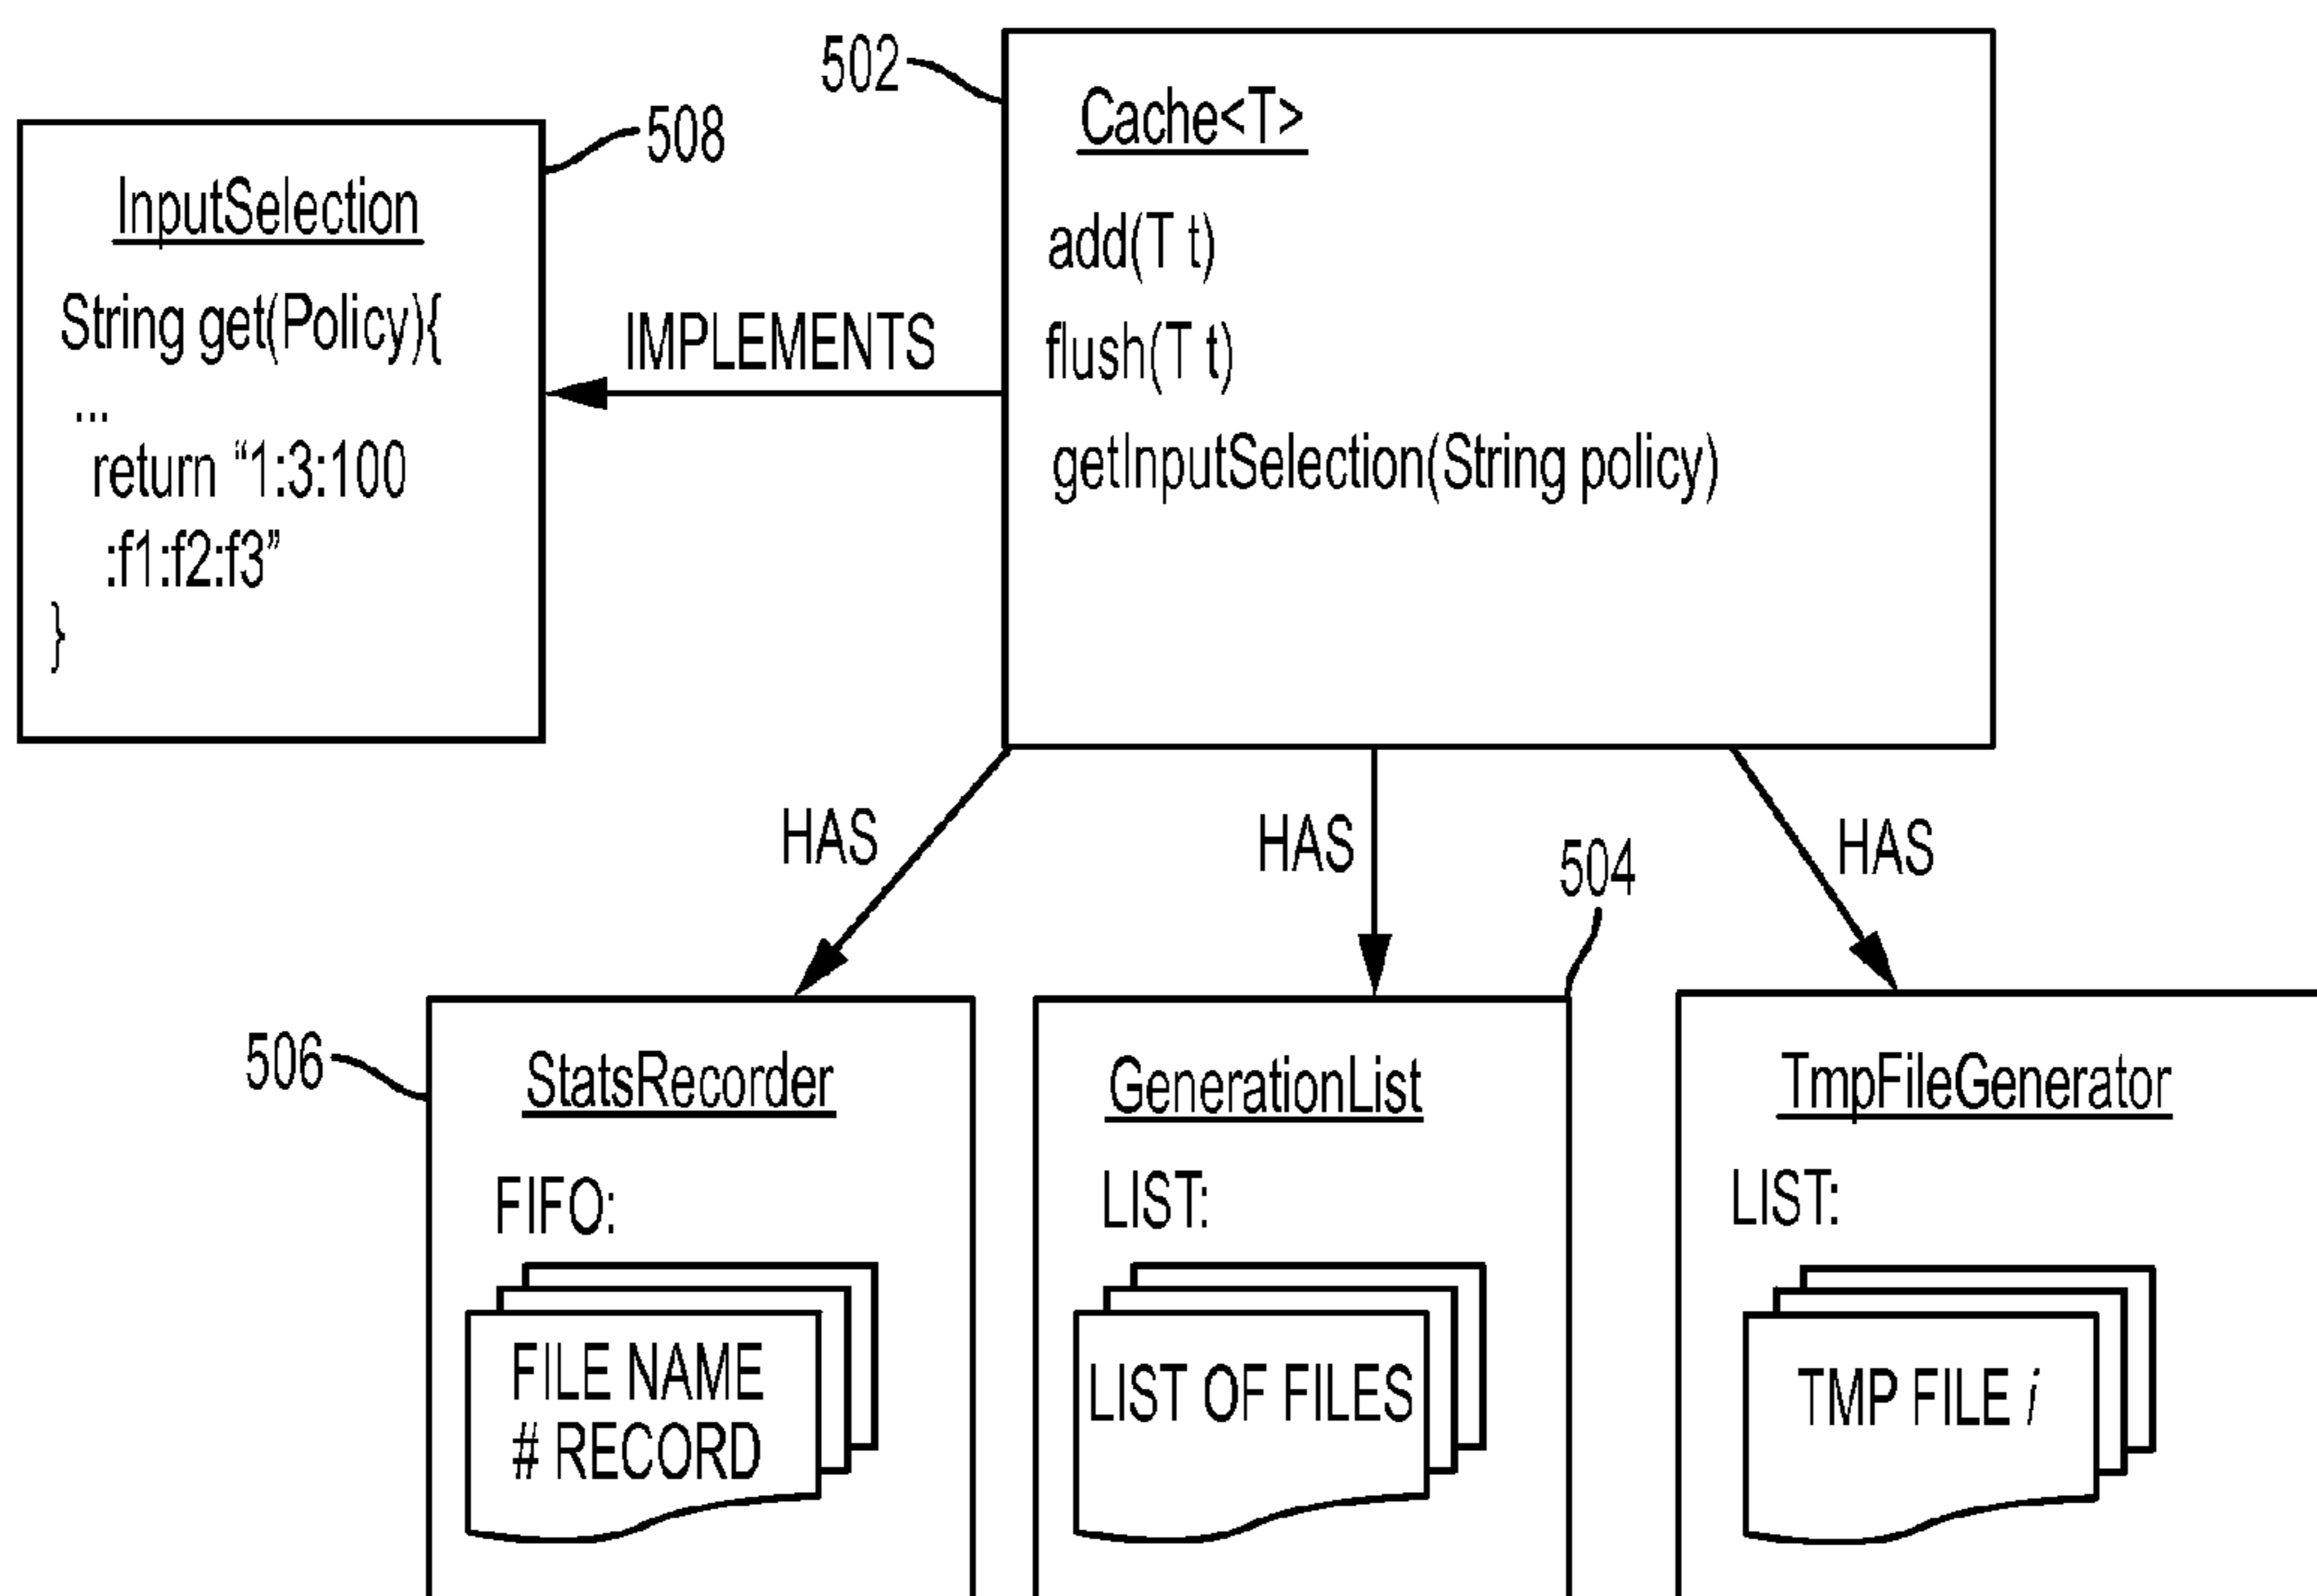 502
Cache<T>
add(T t)
flush(T t)
getInputSelection(String policy)
508
InputSelection
String get(Policy){
...
return “1:3:100
:f1:f2:f3”
}
IMPLEMENTS
HAS
HAS
HAS
504
506
StatsRecorder
FIFO:
FILE NAME
# RECORD
GenerationList
LIST:
LIST OF FILES
TmpFileGenerator
LIST:
TMP FILE i